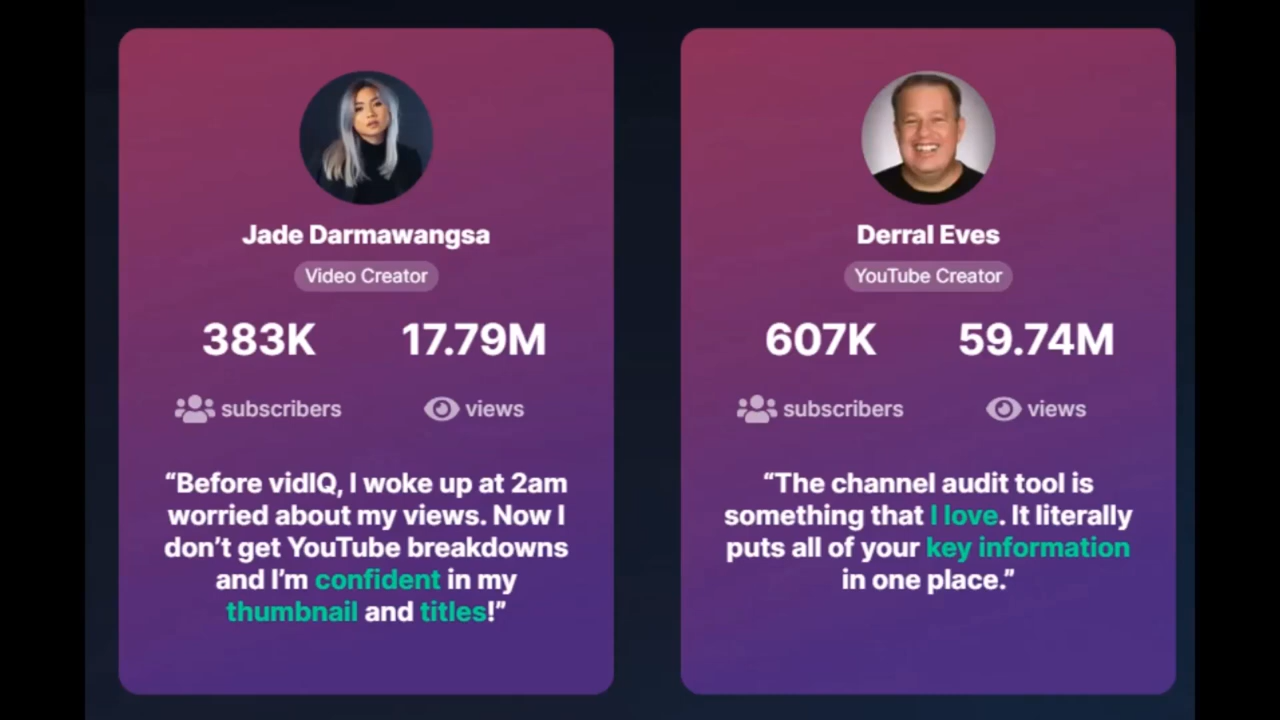 Jade Darmawangsa
Video Creator
383K 17.79M
subscribers views
“Before vidIQ, I woke up at 2am
worried about my views. Now I
don’t get YouTube breakdowns
and I’m confident in my
thumbnail and titles!”
Derral Eves
YouTube Creator
607K 59.74M
subscribers views
“The channel audit tool is
something that I love. It literally
puts all of your key information
in one place.”